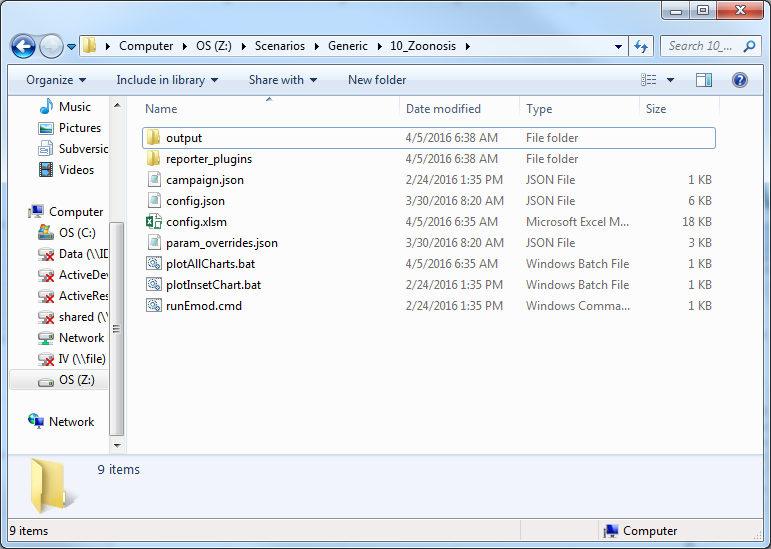 Computer OS (Z:) Scenarios Generic 10_Zoonosis Search 10_...
Organize Include in library Share with New folder
Name Date modified Type Size
Music
Pictures
Subversic
Videos
Computer
OS (C:)
Data (\\ID
ActiveDev
ActiveRes
shared (\\
Network
IV (\\file)
OS (Z:)
Network
output 4/5/2016 6:38 AM File folder
reporter_plugins 4/5/2016 6:38 AM File folder
campaign.json 2/24/2016 1:35 PM JSON File 1 KB
config.json 3/30/2016 8:20 AM JSON File 6 KB
config.xlsm 4/5/2016 6:35 AM Microsoft Excel M... 18 KB
param_overrides.json 3/30/2016 8:20 AM JSON File 3 KB
plotAllCharts.bat 4/5/2016 6:35 AM Windows Batch File 1 KB
plotInsetChart.bat 2/24/2016 1:35 PM Windows Batch File 1 KB
runEmod.cmd 2/24/2016 1:35 PM Windows Comma... 1 KB
9 items
9 items Computer